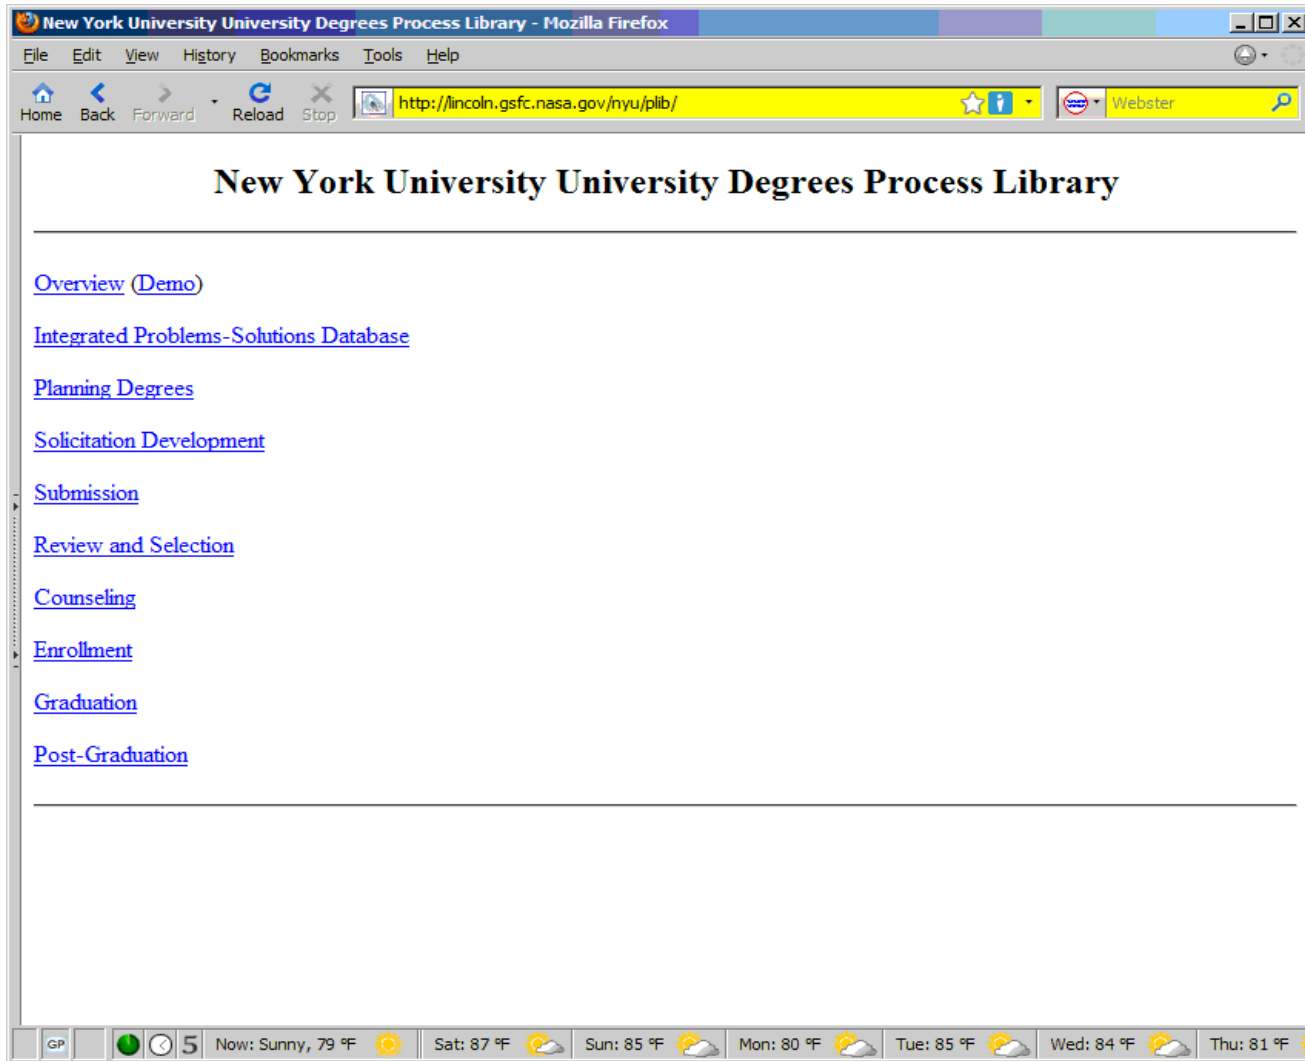 New York University University Degrees Process Library - Mozilla Firefox
File Edit View History Bookmarks Tools Help
Home Back Forward Reload Stop http://lincoln.gsfc.nasa.gov/nyu/plib/ Webster
New York University University Degrees Process Library
Overview (Demo)
Integrated Problems-Solutions Database
Planning Degrees
Solicitation Development
Submission
Review and Selection
Counseling
Enrollment
Graduation
Post-Graduation
GP 5 Now: Sunny, 79 °F Sat: 87 °F Sun: 85 °F Mon: 80 °F Tue: 85 °F Wed: 84 °F Thu: 81 °F